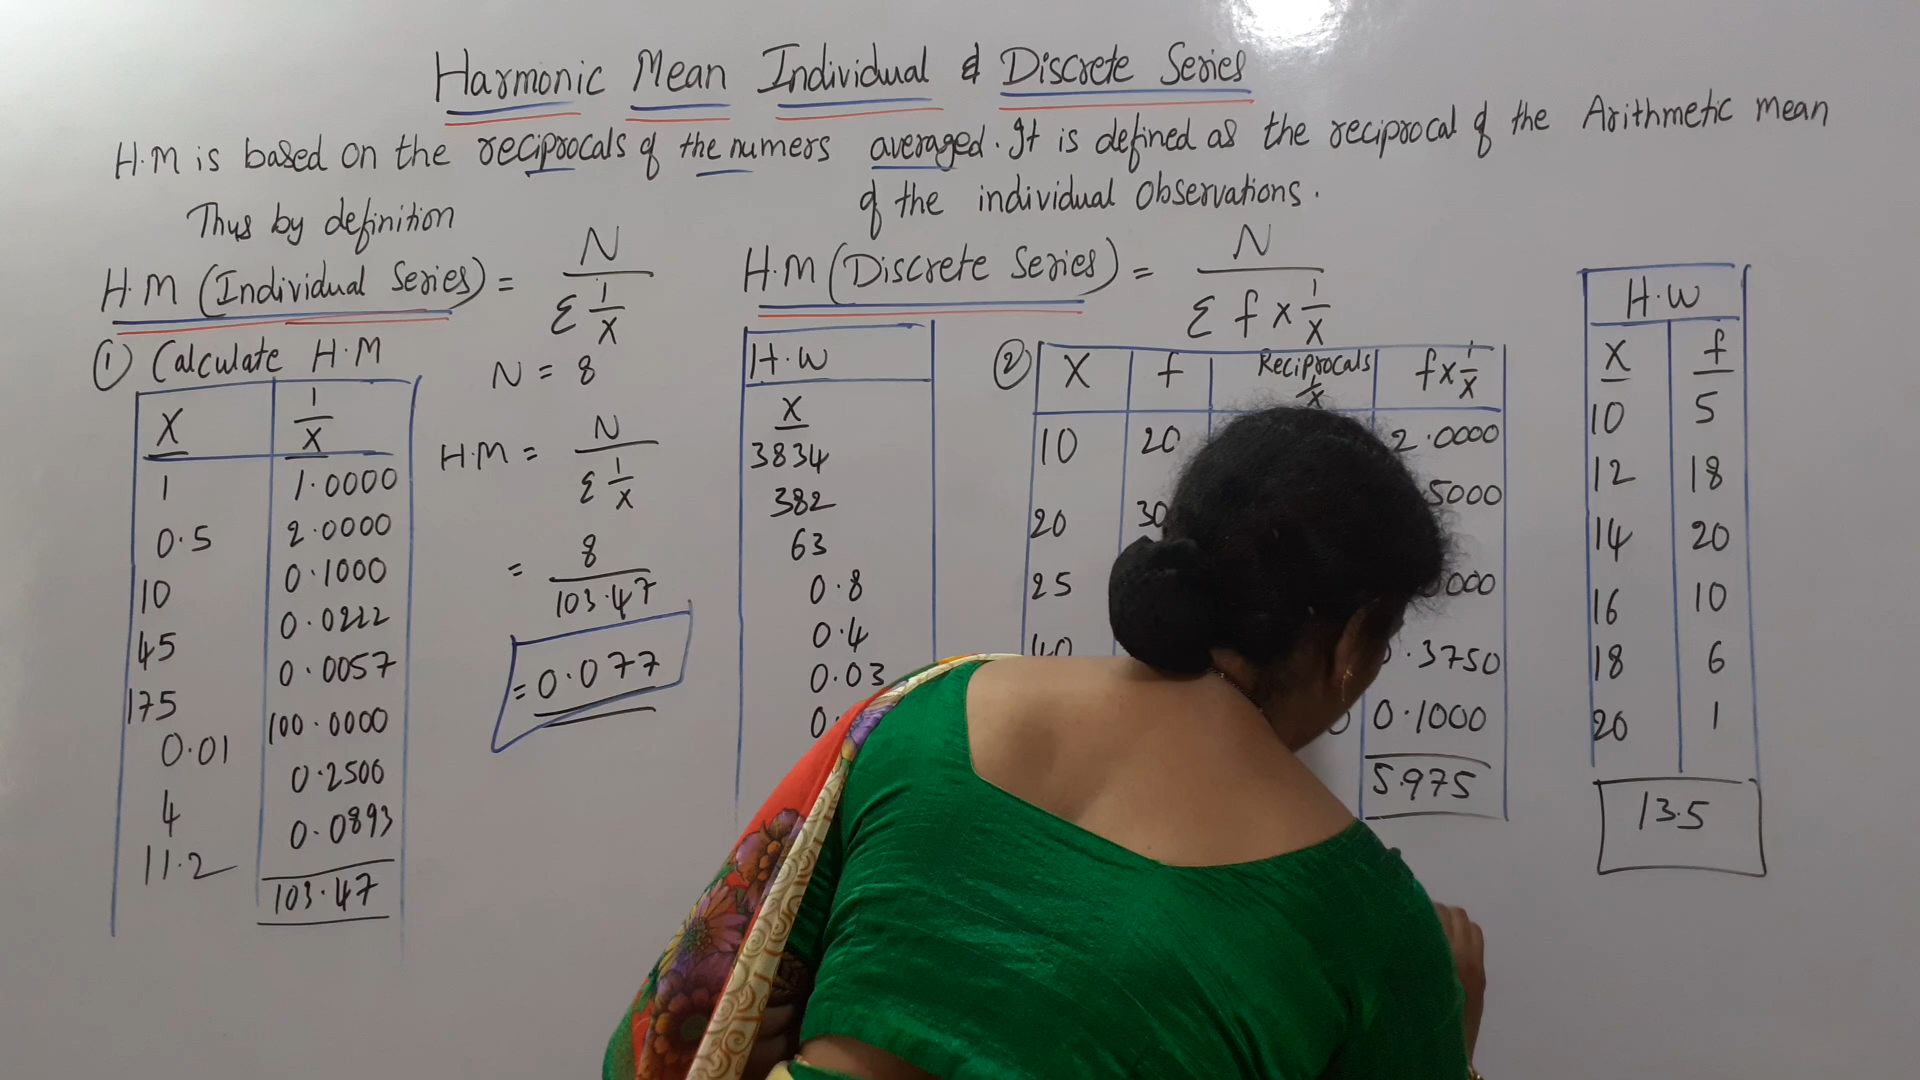 Harmonic Mean Individual & Discrete Series
H.M is based on the reciprocals of the numers averaged. It is defined as the reciprocal of the Arithmetic mean
of the individual Observations.
Thus by definition
H.M (Individual Series) = N / Σ 1/X
H.M (Discrete Series) = N / Σ f x 1/X
① Calculate H.M
X 1/X
1 1.0000
0.5 2.0000
10 0.1000
45 0.0222
175 0.0057
0.01 100.0000
4 0.2500
11.2 0.0893
103.47
N = 8
H.M = N / Σ 1/X
= 8 / 103.47
= 0.077
H.W
X
3834
382
63
0.8
0.4
0.03
②
X f Reciprocals 1/X f x 1/X
10 20 2.0000
20 30 5000
25 000
40 .3750
0.1000
5.975
H.W
X f
10 5
12 18
14 20
16 10
18 6
20 1
13.5